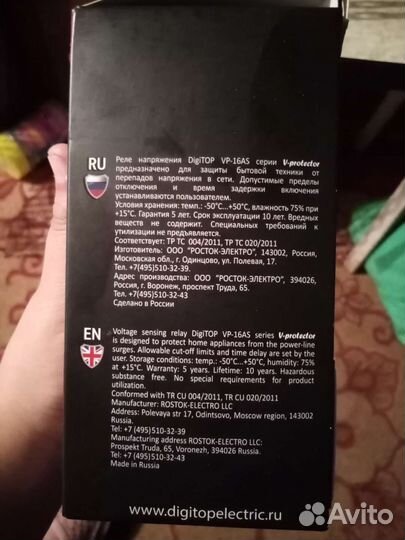 RU
Реле напряжения DigiTOP VP-16AS серии V-protector
предназначено для защиты бытовой техники от
перепадов напряжения в сети. Допустимые пределы
отключения и время задержки включения
устанавливаются пользователем.
Условия хранения: темп.: -50°C...+50°C, влажность 75% при
+15°C. Гарантия 5 лет. Срок эксплуатации 10 лет. Вредных
веществ не содержит. Специальных требований к
утилизации не предъявляется.
Соответствует: ТР ТС 004/2011, ТР ТС 020/2011
Изготовитель: ООО "РОСТОК-ЭЛЕКТРО", 143002, Россия,
Московская обл., г. Одинцово, ул. Полевая, 17.
Тел.: +7(495)510-32-39.
Адрес производства: ООО "РОСТОК-ЭЛЕКТРО", 394026,
Россия, г. Воронеж, проспект Труда, 65.
Тел.: +7(495)510-32-43
Сделано в России
EN
Voltage sensing relay DigiTOP VP-16AS series V-protector
is designed to protect home appliances from the power-line
surges. Allowable cut-off limits and time delay are set by the
user. Storage conditions: temp.: -50°C...+50°C, humidity: 75%
at +15°C. Warranty: 5 years. Lifetime: 10 years. Hazardous
substance free. No special requirements for product
utilization.
Conformed with TR CU 004/2011, TR CU 020/2011
Manufacturer: ROSTOK-ELECTRO LLC
Address: Polevaya str 17, Odintsovo, Moscow region, 143002
Russia.
Tel.: +7 (495)510-32-39
Manufacturing address ROSTOK-ELECTRO LLC:
Prospekt Truda, 65, Voronezh, 394026 Russia.
Tel.: +7 (495)510-32-43
Made in Russia
www.digitopelectric.ru
Avito